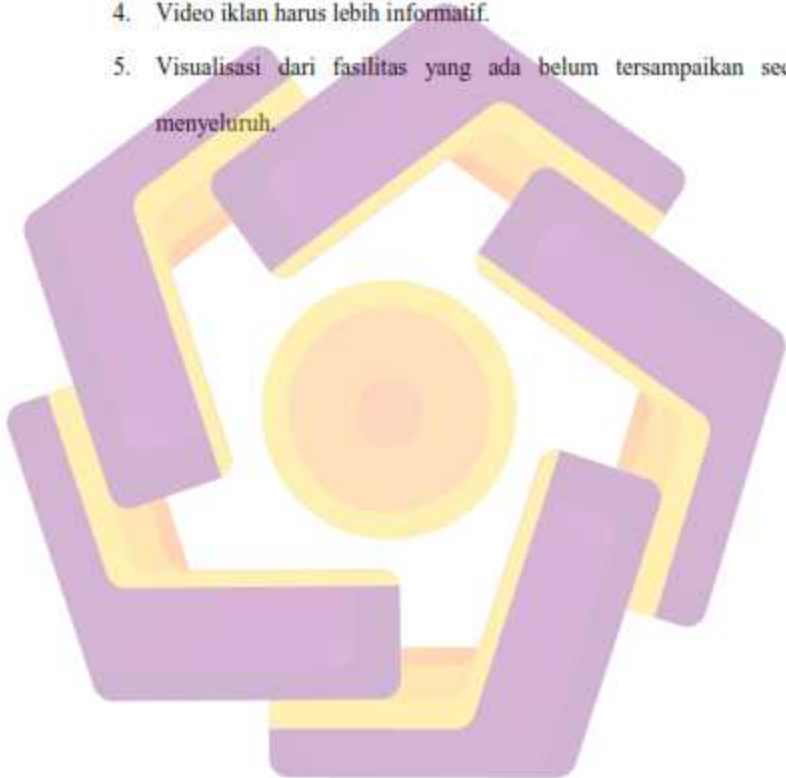 4. Video iklan harus lebih informatif.
5. Visualisasi dari fasilitas yang ada belum tersampaikan
menyeluruh.